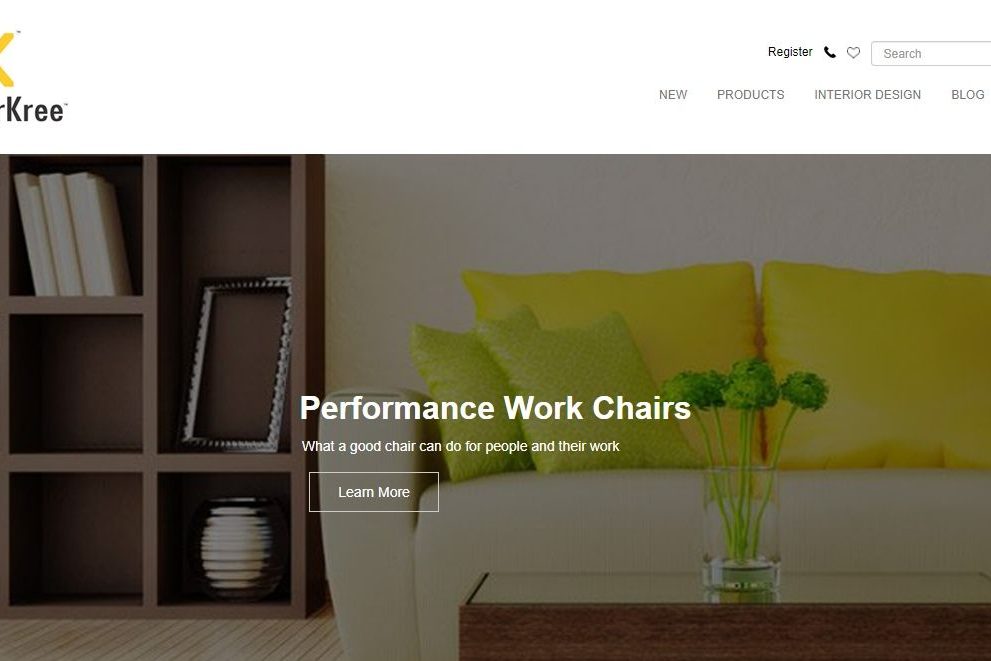 Register
Search
rKree™
NEW PRODUCTS INTERIOR DESIGN BLOG
Performance Work Chairs
What a good chair can do for people and their work
Learn More